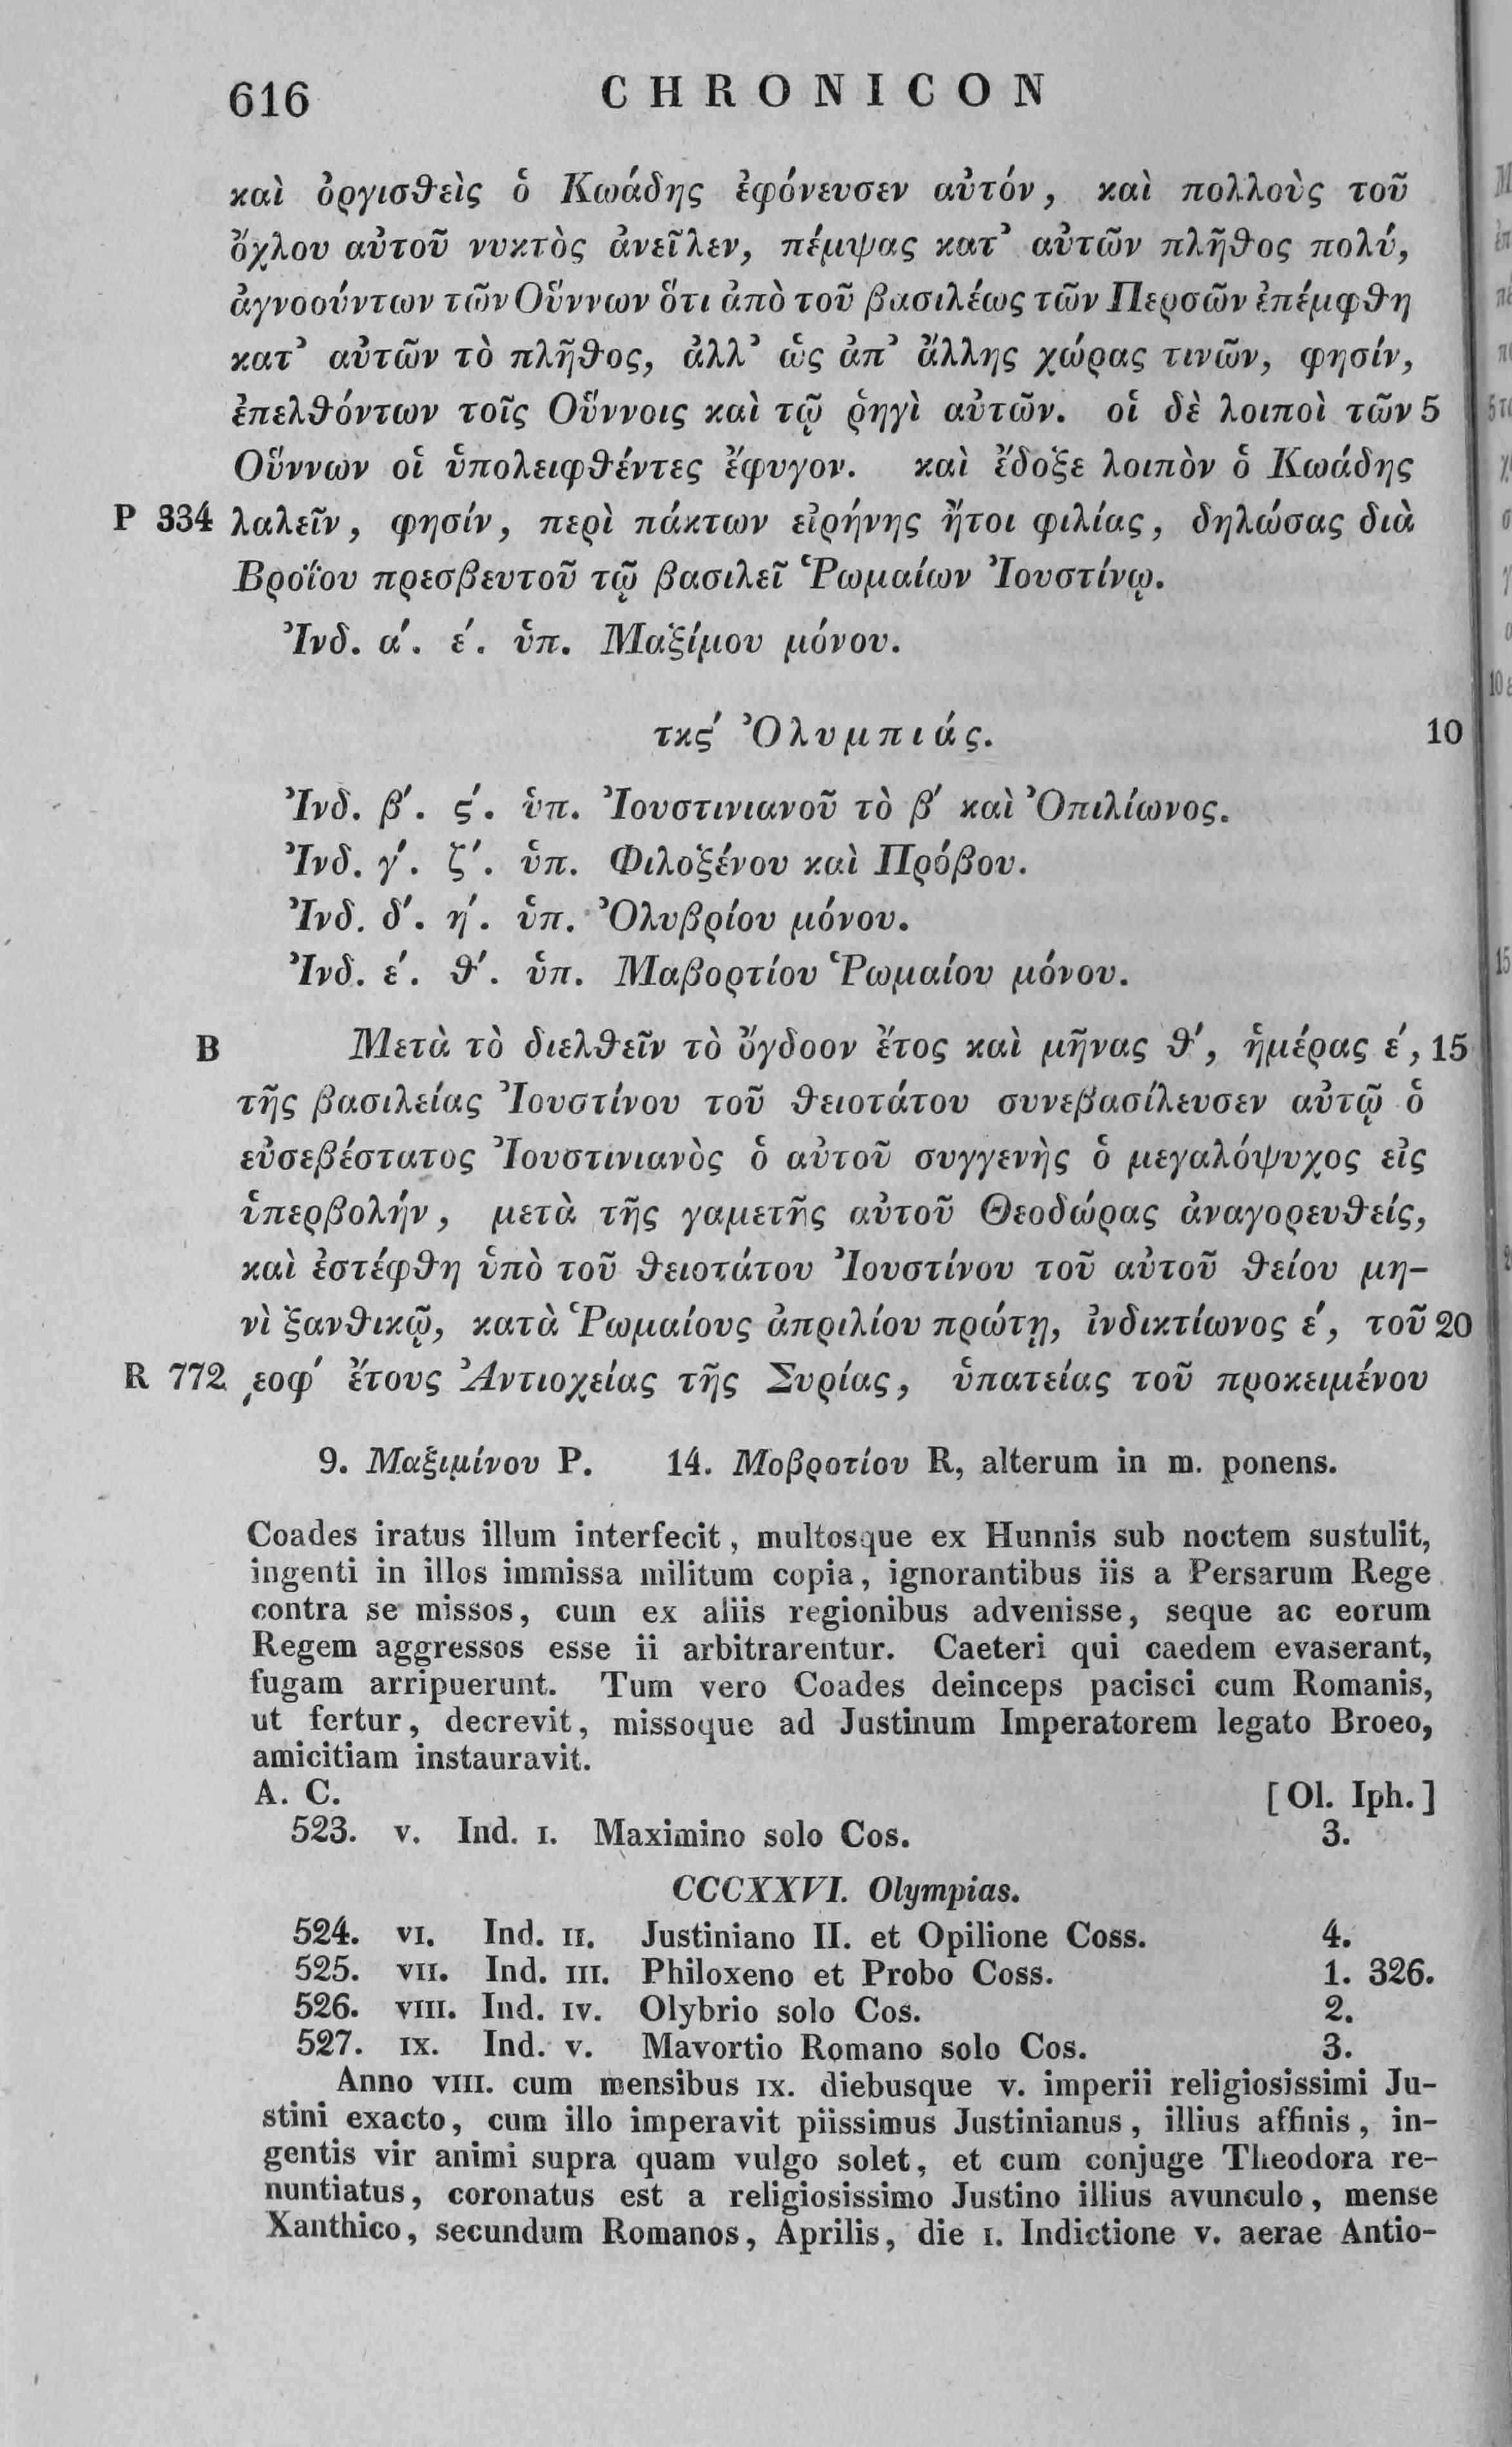 616 CHRONICON
καὶ ὀργισθεὶς ὁ Κωάδης ἐφόνευσεν αὐτόν, καὶ πολλοὺς τοῦ
ὄχλου αὐτοῦ νυκτὸς ἀνεῖλεν, πέμψας κατ᾽ αὐτῶν πλῆθος πολύ,
ἀγνοούντων τῶν Οὕννων ὅτι ἀπὸ τοῦ βασιλέως τῶν Περσῶν ἐπέμφθη
κατ᾽ αὐτῶν τὸ πλῆθος, ἀλλ᾽ ὡς ἀπ᾽ ἄλλης χώρας τινῶν, φησίν,
ἐπελθόντων τοῖς Οὕννοις καὶ τῷ ῥηγὶ αὐτῶν. οἱ δὲ λοιποὶ τῶν 5
Οὕννων οἱ ὑπολειφθέντες ἔφυγον. καὶ ἔδοξε λοιπὸν ὁ Κωάδης
P 334 λαλεῖν, φησίν, περὶ πάκτων εἰρήνης ἤτοι φιλίας, δηλώσας διὰ
Βροΐου πρεσβευτοῦ τῷ βασιλεῖ Ῥωμαίων Ἰουστίνῳ.
Ἰνδ. α΄. ε΄. ὑπ. Μαξίμου μόνου.
τκϛ΄ Ὀλυμπιάς. 10
Ἰνδ. β΄. ϛ΄. ὑπ. Ἰουστινιανοῦ τὸ β΄ καὶ Ὀπιλίωνος.
Ἰνδ. γ΄. ζ΄. ὑπ. Φιλοξένου καὶ Πρόβου.
Ἰνδ. δ΄. η΄. ὑπ. Ὀλυβρίου μόνου.
Ἰνδ. ε΄. θ΄. ὑπ. Μαβορτίου Ῥωμαίου μόνου.
B Μετὰ τὸ διελθεῖν τὸ ὄγδοον ἔτος καὶ μῆνας θ΄, ἡμέρας ε΄, 15
τῆς βασιλείας Ἰουστίνου τοῦ θειοτάτου συνεβασίλευσεν αὐτῷ ὁ
εὐσεβέστατος Ἰουστινιανὸς ὁ αὐτοῦ συγγενὴς ὁ μεγαλόψυχος εἰς
ὑπερβολήν, μετὰ τῆς γαμετῆς αὐτοῦ Θεοδώρας ἀναγορευθείς,
καὶ ἐστέφθη ὑπὸ τοῦ θειοτάτου Ἰουστίνου τοῦ αὐτοῦ θείου μη-
νὶ ξανθικῷ, κατὰ Ῥωμαίους ἀπριλίου πρώτῃ, ἰνδικτίωνος ε΄, τοῦ 20
R 772 ͵εοφ΄ ἔτους Ἀντιοχείας τῆς Συρίας, ὑπατείας τοῦ προκειμένου
9. Μαξιμίνου P. 14. Μοβροτίου R, alterum in m. ponens.
Coades iratus illum interfecit, multosque ex Hunnis sub noctem sustulit,
ingenti in illos immissa militum copia, ignorantibus iis a Persarum Rege
contra se missos, cum ex aliis regionibus advenisse, seque ac eorum
Regem aggressos esse ii arbitrarentur. Caeteri qui caedem evaserant,
fugam arripuerunt. Tum vero Coades deinceps pacisci cum Romanis,
ut fertur, decrevit, missoque ad Justinum Imperatorem legato Broeo,
amicitiam instauravit.
A. C. [Ol. Iph.]
523. v. Ind. I. Maximino solo Cos. 3.
CCCXXVI. Olympias.
524. VI. Ind. II. Justiniano II. et Opilione Coss. 4.
525. VII. Ind. III. Philoxeno et Probo Coss. 1. 326.
526. VIII. Ind. IV. Olybrio solo Cos. 2.
527. IX. Ind. v. Mavortio Romano solo Cos. 3.
Anno VIII. cum mensibus IX. diebusque v. imperii religiosissimi Ju-
stini exacto, cum illo imperavit piissimus Justinianus, illius affinis, in-
gentis vir animi supra quam vulgo solet, et cum conjuge Theodora re-
nuntiatus, coronatus est a religiosissimo Justino illius avunculo, mense
Xanthico, secundum Romanos, Aprilis, die I. Indictione v. aerae Antio-